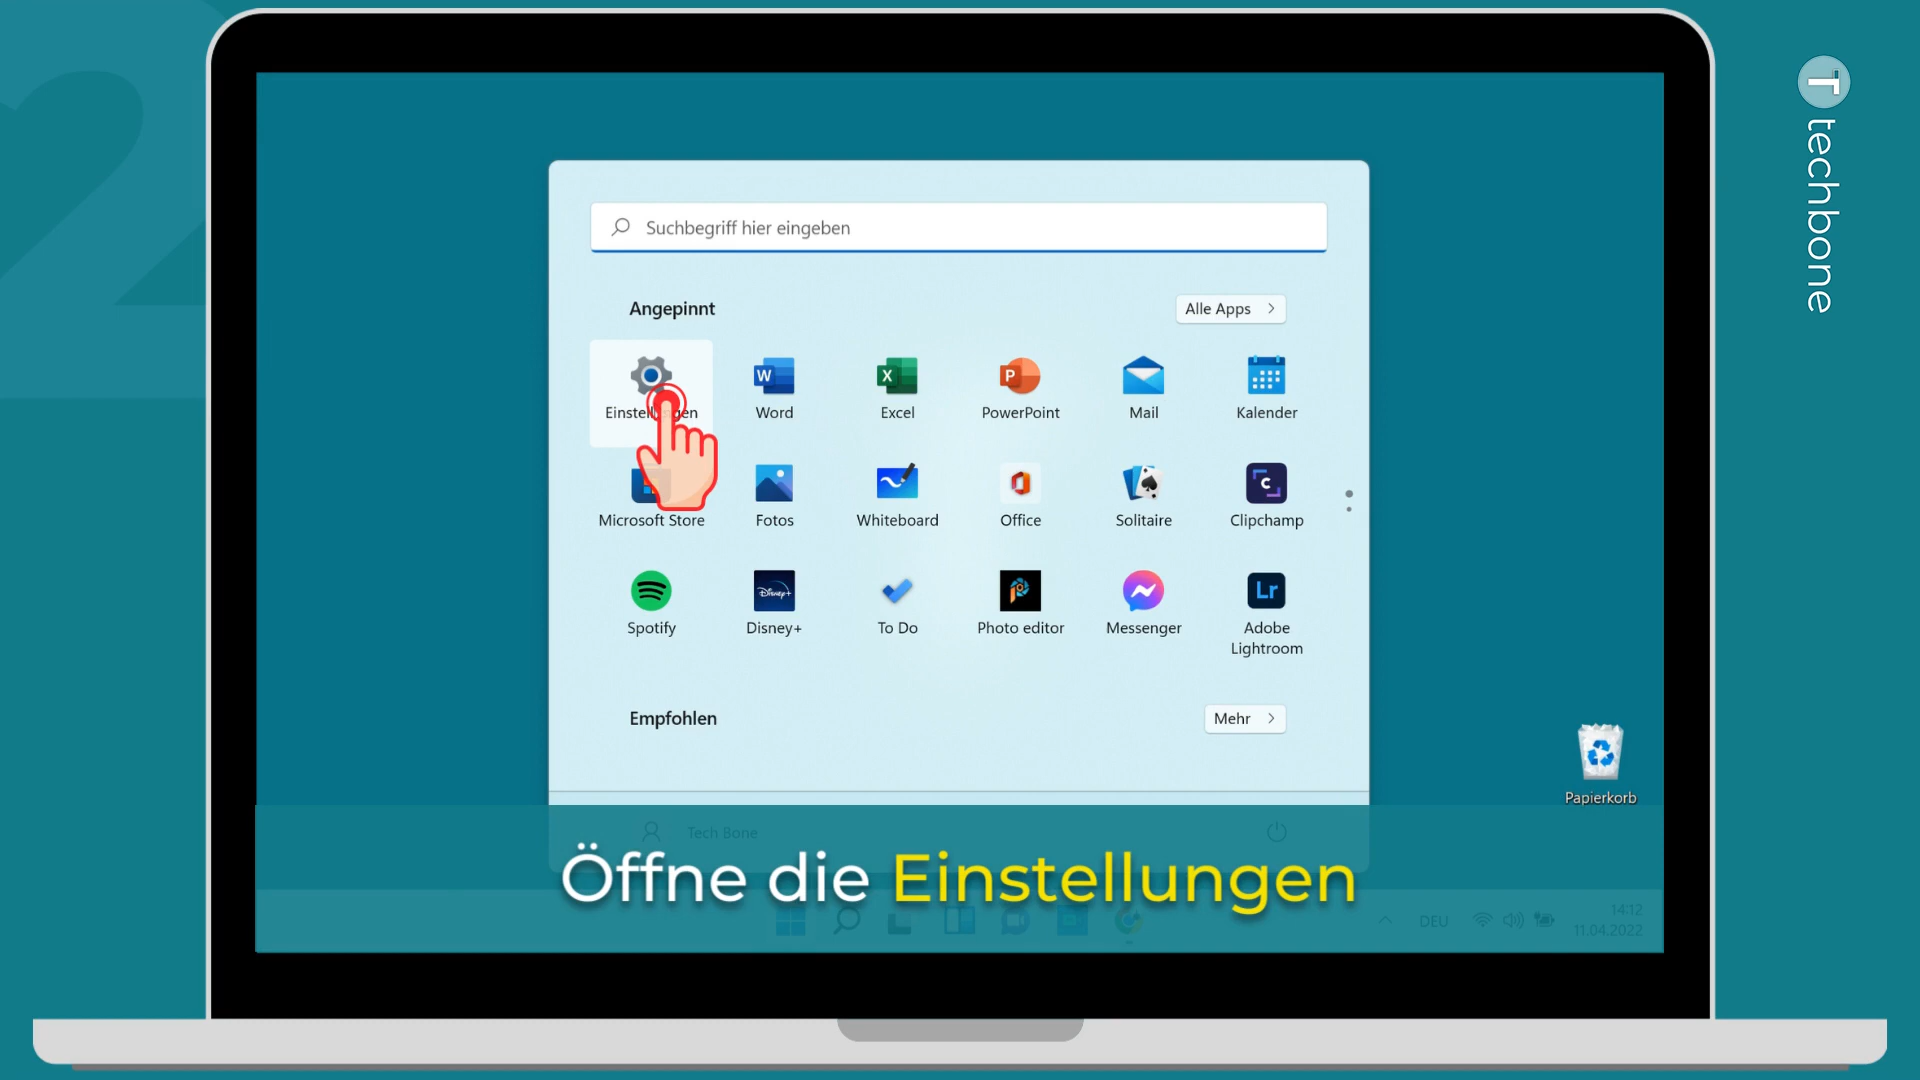 2
T techbone
Suchbegriff hier eingeben
Angepinnt
Alle Apps
Einstellungen
Word
Excel
PowerPoint
Mail
Kalender
Microsoft Store
Fotos
Whiteboard
Office
Solitaire
Clipchamp
Spotify
Disney+
To Do
Photo editor
Messenger
Adobe
Lightroom
Empfohlen
Mehr
Papierkorb
Tech Bone
Öffne die Einstellungen
DEU
14:12
11.04.2022